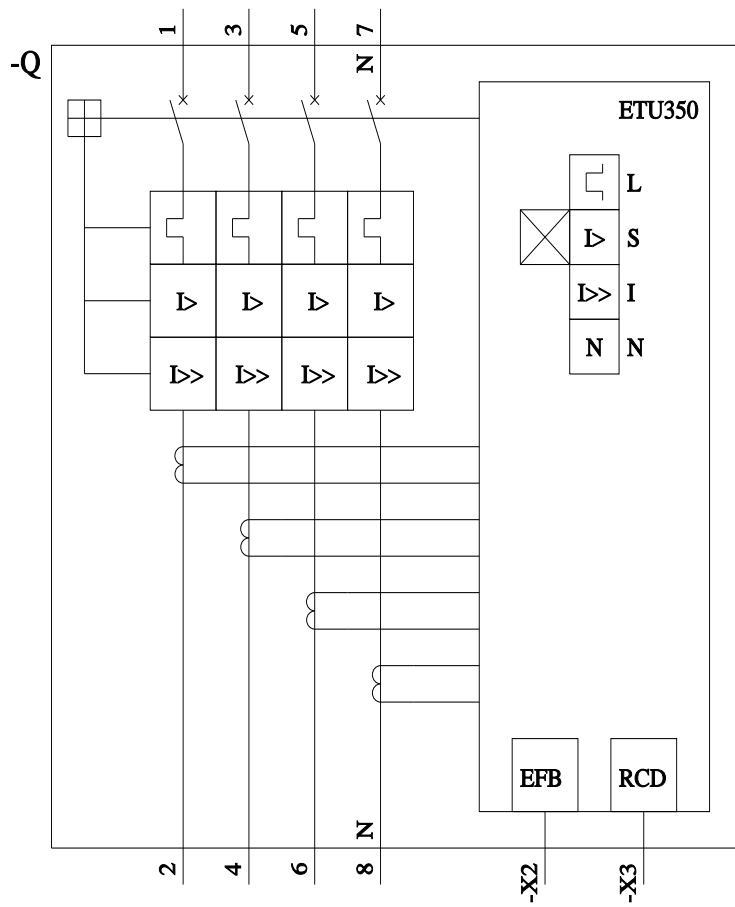 1 3 5 7
-Q
N
ETU350
L
I> S
I> I> I> I>
I>> I
N N
I>> I>> I>> I>>
EFB RCD
N
2 4 6 8
-X2 -X3